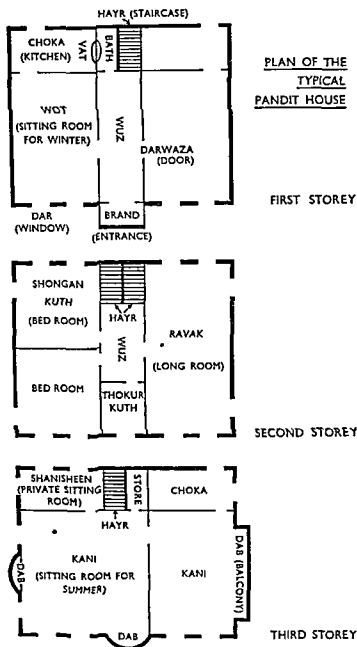 HAYR (STAIRCASE)
CHOKA
(KITCHEN)
VAT
BATH
PLAN OF THE
TYPICAL
PANDIT HOUSE
WOT
(SITTING ROOM
FOR WINTER)
WUZ
DARWAZA
(DOOR)
DAR
(WINDOW)
BRAND
(ENTRANCE)
FIRST STOREY
SHONGAN
KUTH
(BED ROOM)
HAYR
WUZ
RAVAK
(LONG ROOM)
BED ROOM
THOKUR
KUTH
SECOND STOREY
SHANISHEEN
(PRIVATE SITTING
ROOM)
STORE
CHOKA
HAYR
DAB
KANI
(SITTING ROOM FOR
SUMMER)
KANI
DAB (BALCONY)
DAB
THIRD STOREY